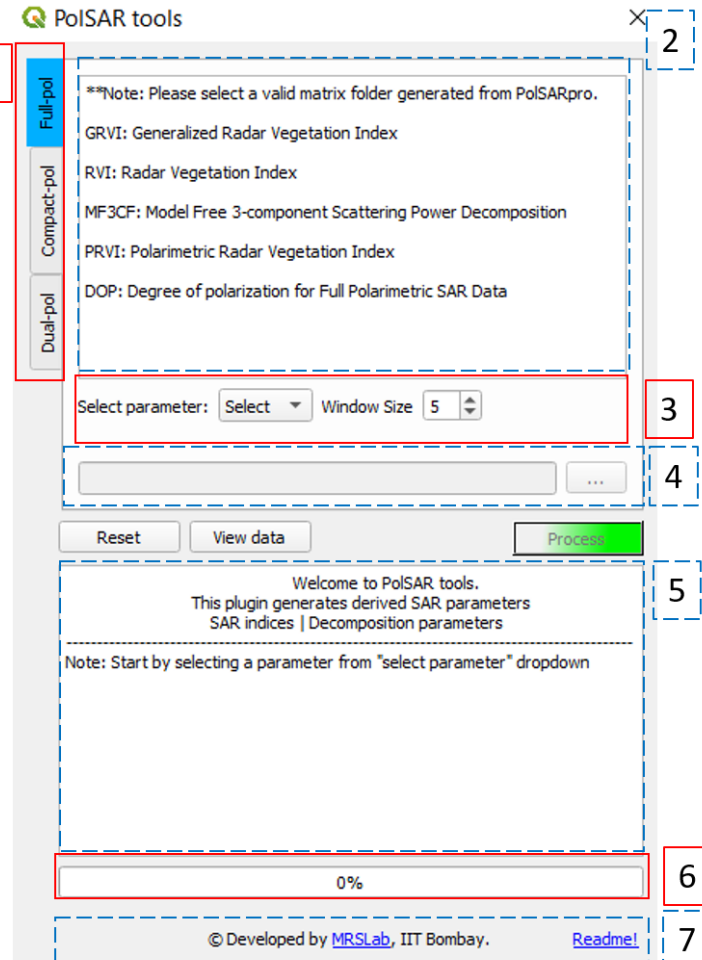 PolSAR tools
2
Full-pol
Compact-pol
Dual-pol
**Note: Please select a valid matrix folder generated from PolSARpro.
GRVI: Generalized Radar Vegetation Index
RVI: Radar Vegetation Index
MF3CF: Model Free 3-component Scattering Power Decomposition
PRVI: Polarimetric Radar Vegetation Index
DOP: Degree of polarization for Full Polarimetric SAR Data
Select parameter: Select Window Size 5
3
...
4
Reset View data Process
Welcome to PolSAR tools.
5
This plugin generates derived SAR parameters
SAR indices | Decomposition parameters
Note: Start by selecting a parameter from "select parameter" dropdown
0%
6
© Developed by MRSLab, IIT Bombay. Readme!
7